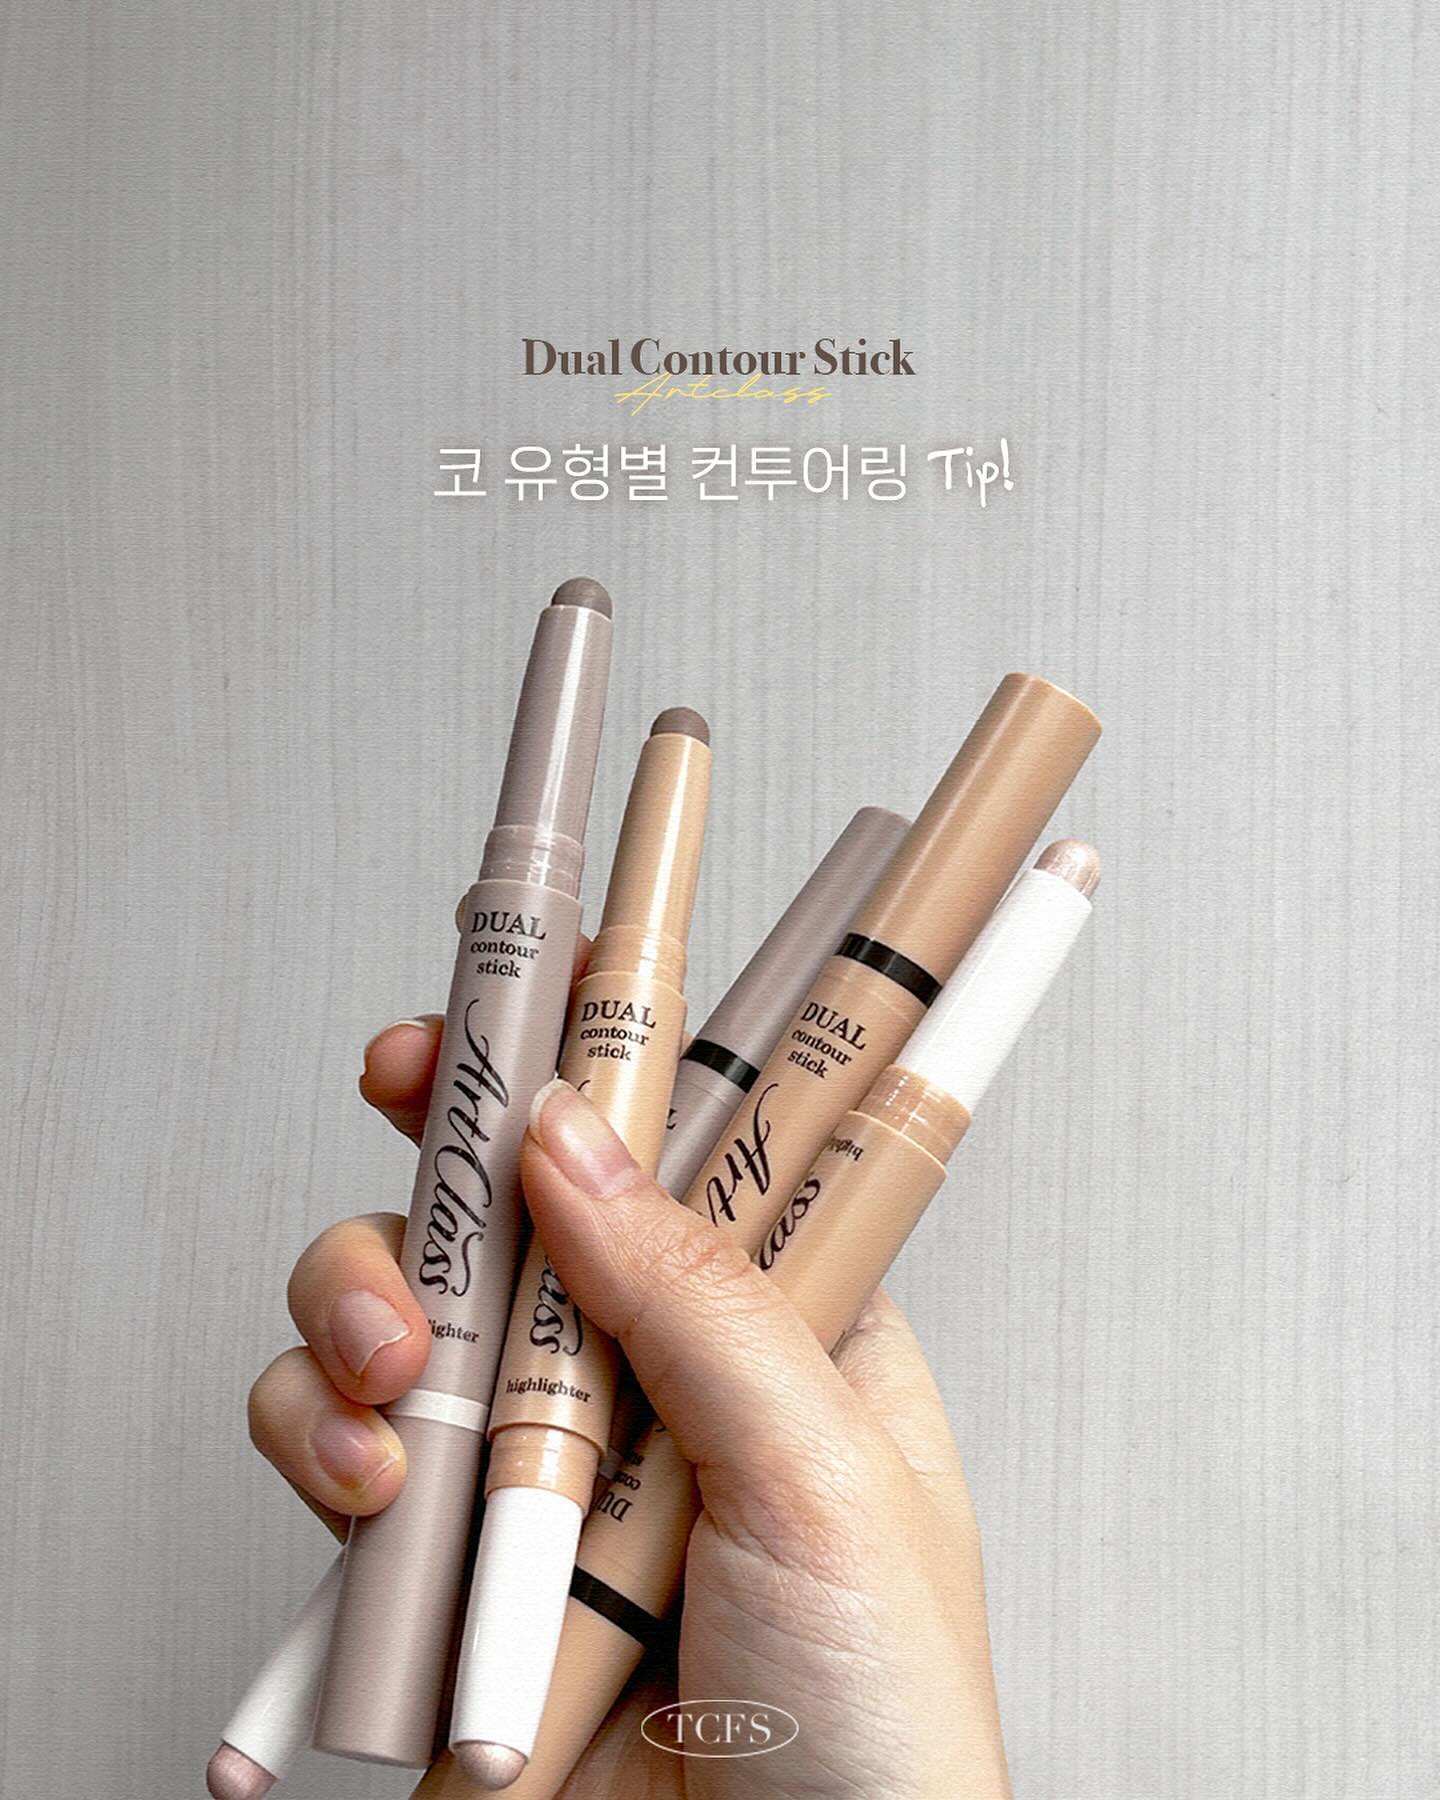 Dual Contour Stick
Artclass
코 유형별 컨투어링 Tip!
DUAL
contour
stick
ArtClass
DUAL
contour
stick
highlighter
DUAL
contour
stick
Art
TCFS